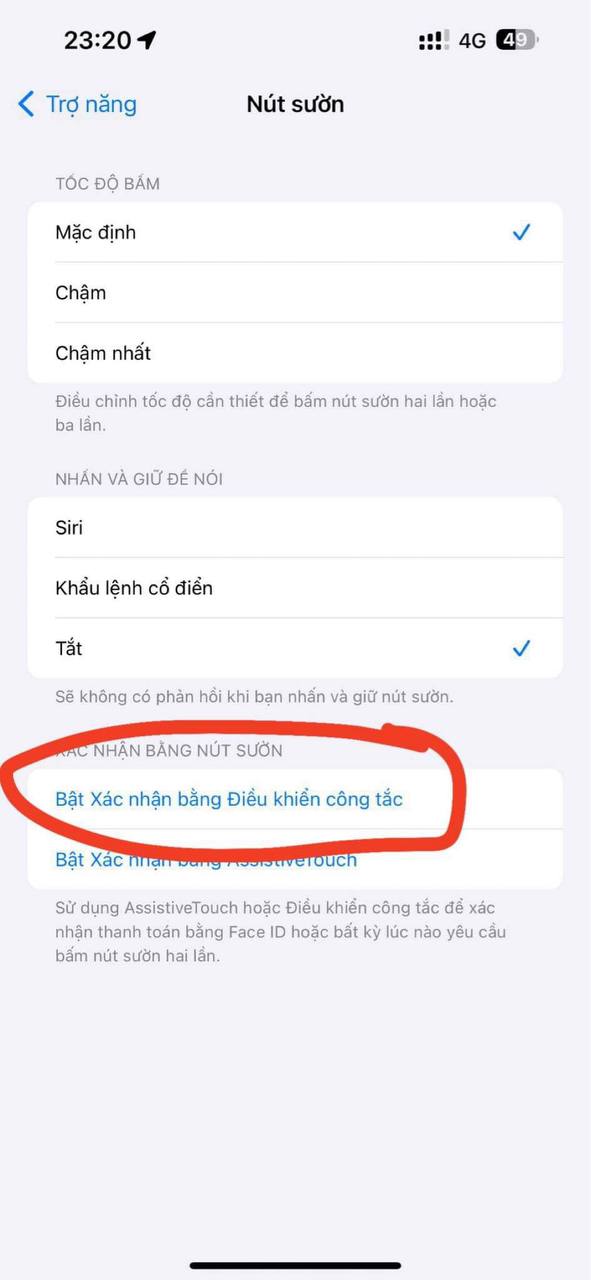 23:20
4G
49
Trợ năng
Nút sườn
TỐC ĐỘ BẤM
Mặc định
Chậm
Chậm nhất
Điều chỉnh tốc độ cần thiết để bấm nút sườn hai lần hoặc
ba lần.
NHẤN VÀ GIỮ ĐỂ NÓI
Siri
Khẩu lệnh cổ điển
Tắt
Sẽ không có phản hồi khi bạn nhấn và giữ nút sườn.
XÁC NHẬN BẰNG NÚT SƯỜN
Bật Xác nhận bằng Điều khiển công tắc
Bật Xác nhận bằng AssistiveTouch
Sử dụng AssistiveTouch hoặc Điều khiển công tắc để xác
nhận thanh toán bằng Face ID hoặc bất kỳ lúc nào yêu cầu
bấm nút sườn hai lần.